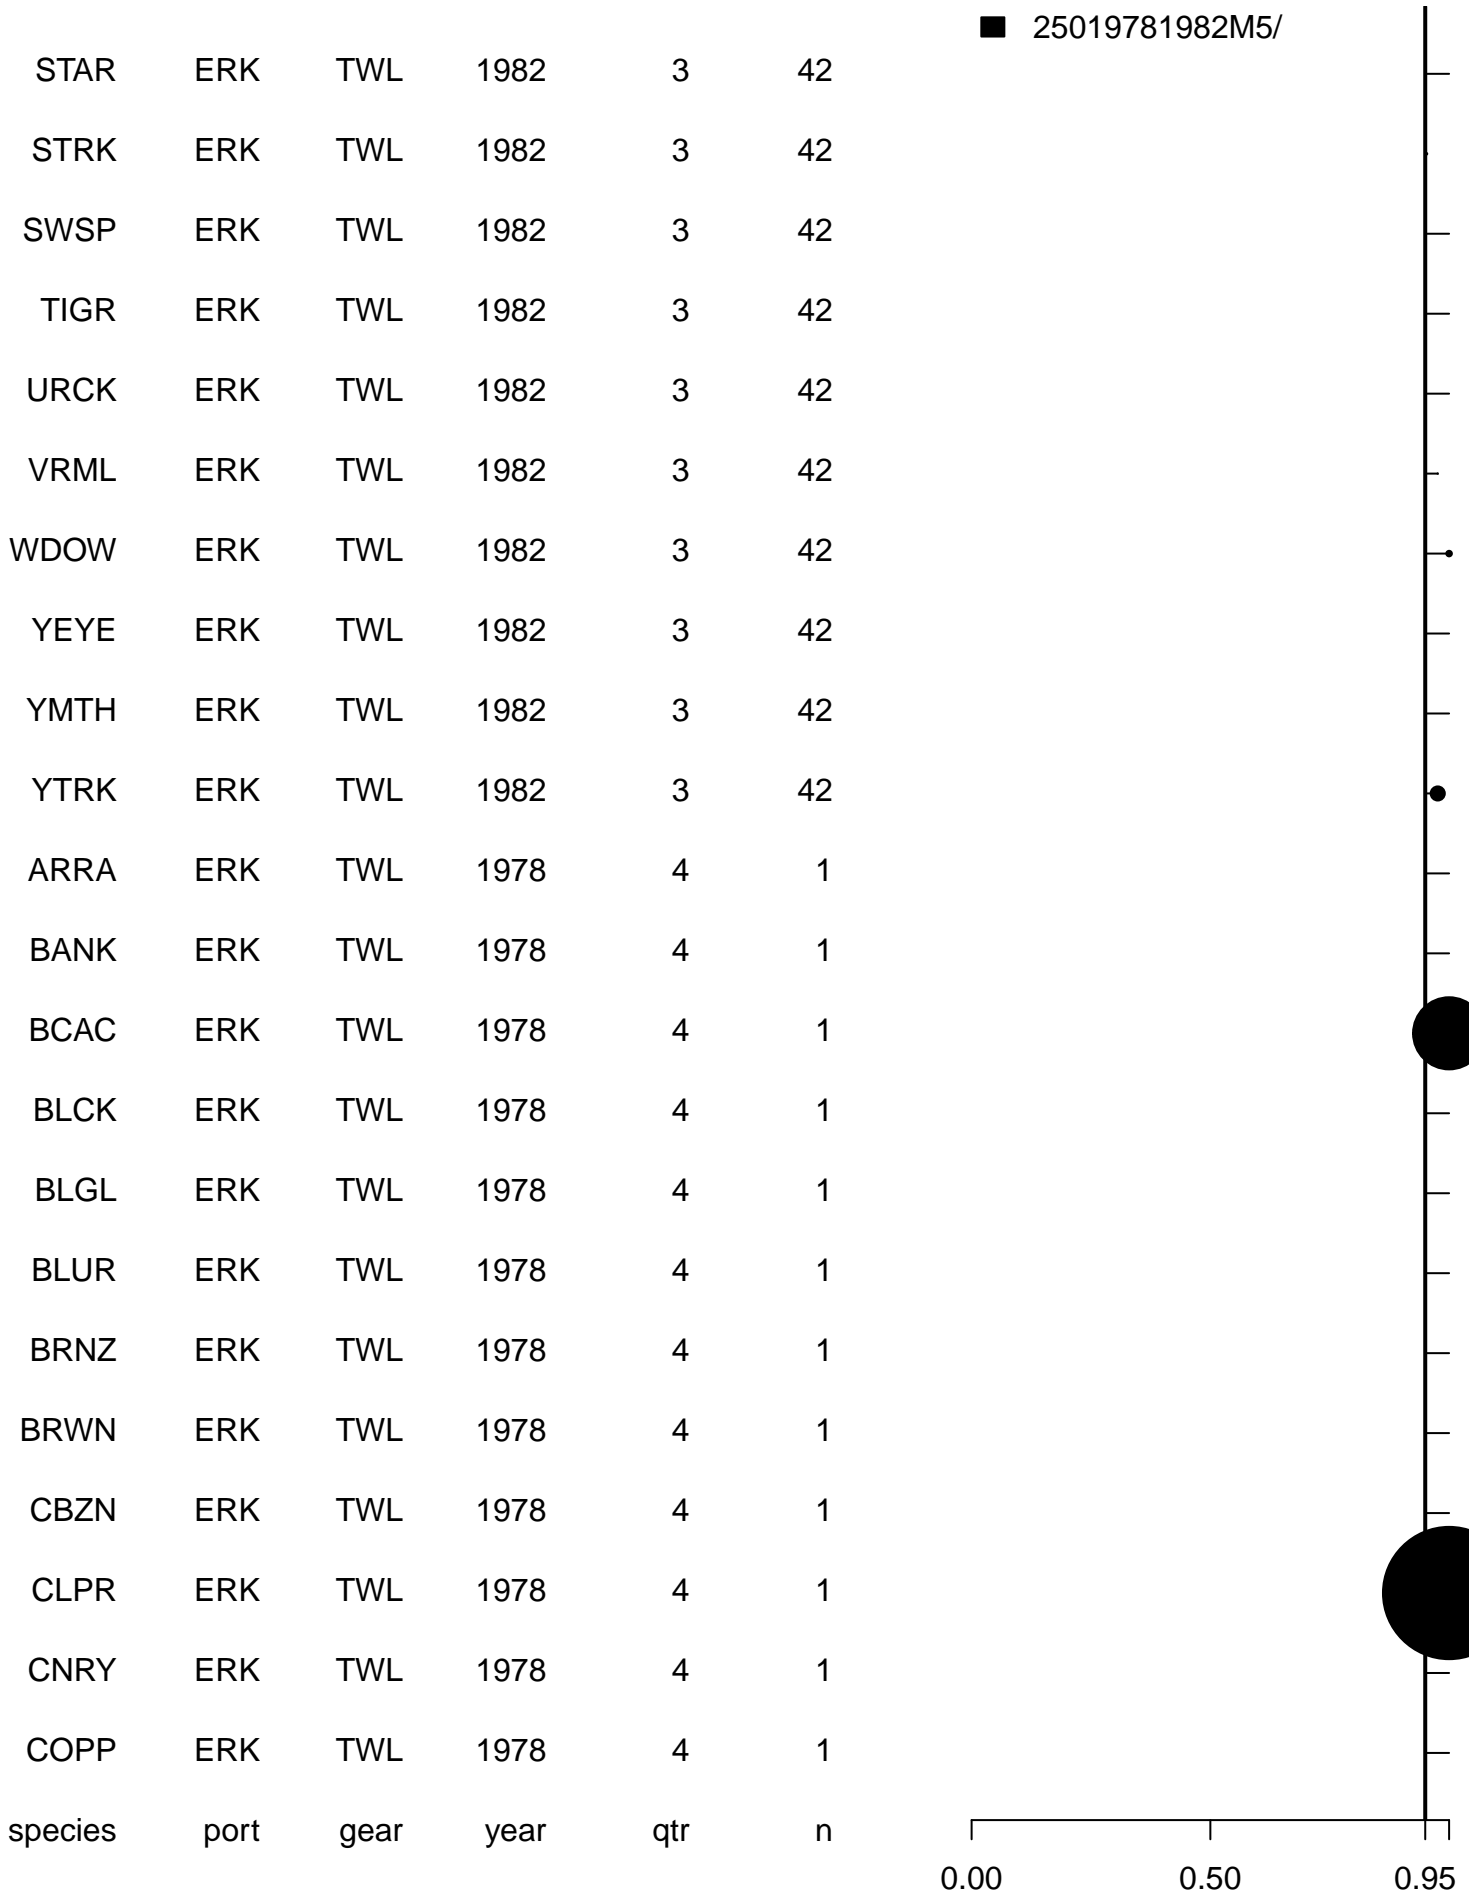 25019781982M5/
STAR ERK TWL 1982 3 42
STRK ERK TWL 1982 3 42
SWSP ERK TWL 1982 3 42
TIGR ERK TWL 1982 3 42
URCK ERK TWL 1982 3 42
VRML ERK TWL 1982 3 42
WDOW ERK TWL 1982 3 42
YEYE ERK TWL 1982 3 42
YMTH ERK TWL 1982 3 42
YTRK ERK TWL 1982 3 42
ARRA ERK TWL 1978 4 1
BANK ERK TWL 1978 4 1
BCAC ERK TWL 1978 4 1
BLCK ERK TWL 1978 4 1
BLGL ERK TWL 1978 4 1
BLUR ERK TWL 1978 4 1
BRNZ ERK TWL 1978 4 1
BRWN ERK TWL 1978 4 1
CBZN ERK TWL 1978 4 1
CLPR ERK TWL 1978 4 1
CNRY ERK TWL 1978 4 1
COPP ERK TWL 1978 4 1
species port gear year qtr n
0.00 0.50 0.95